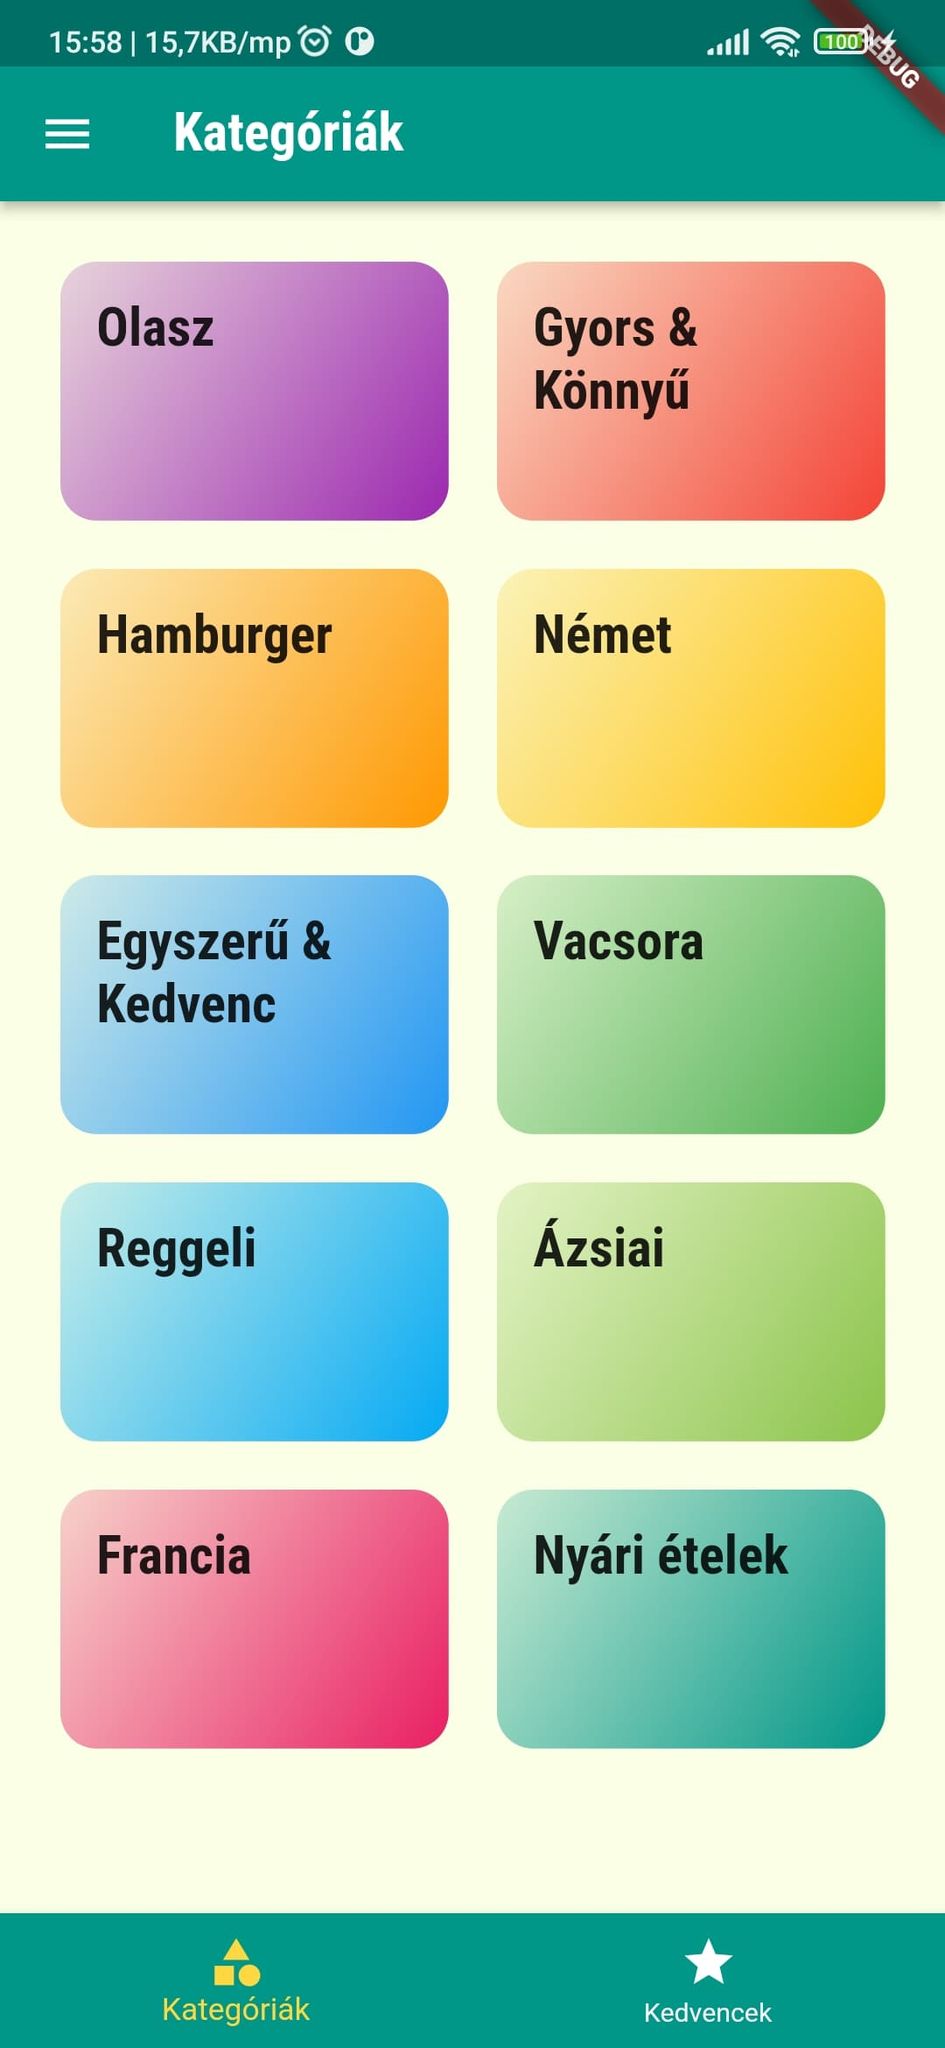 15:58 | 15,7KB/mp
100
DEBUG
Kategóriák
Olasz
Gyors &
Könnyű
Hamburger
Német
Egyszerű &
Kedvenc
Vacsora
Reggeli
Ázsiai
Francia
Nyári ételek
Kategóriák
Kedvencek